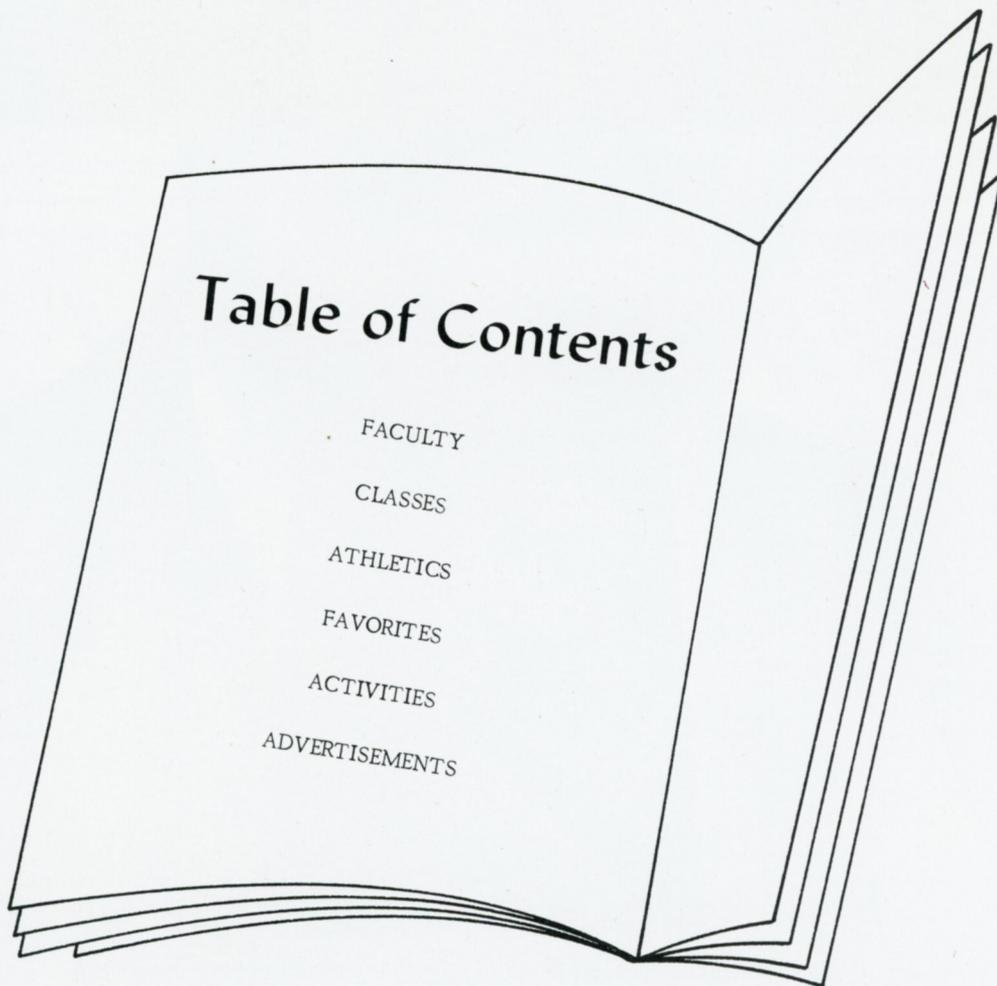 Table of Contents
FACULTY
CLASSES
ATHLETICS
FAVORITES
ACTIVITIES
ADVERTISEMENTS